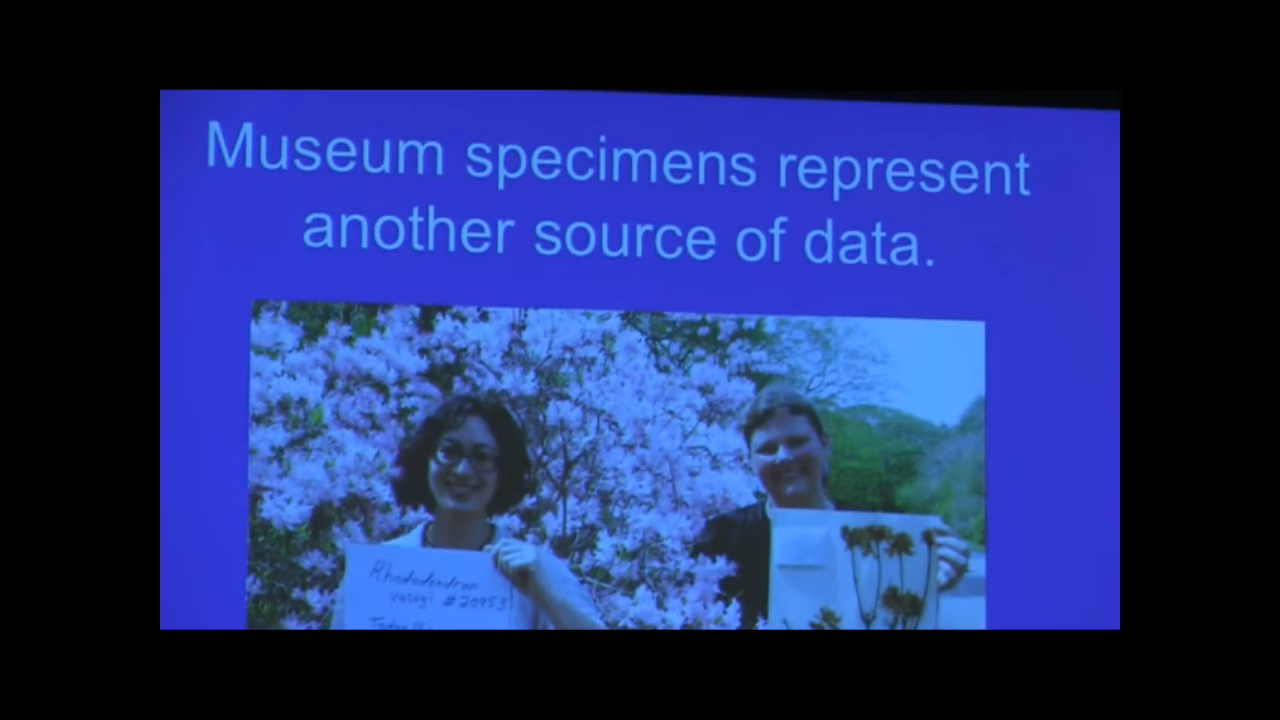 Museum specimens represent
another source of data.
Rhododendron
vaseyi #20953